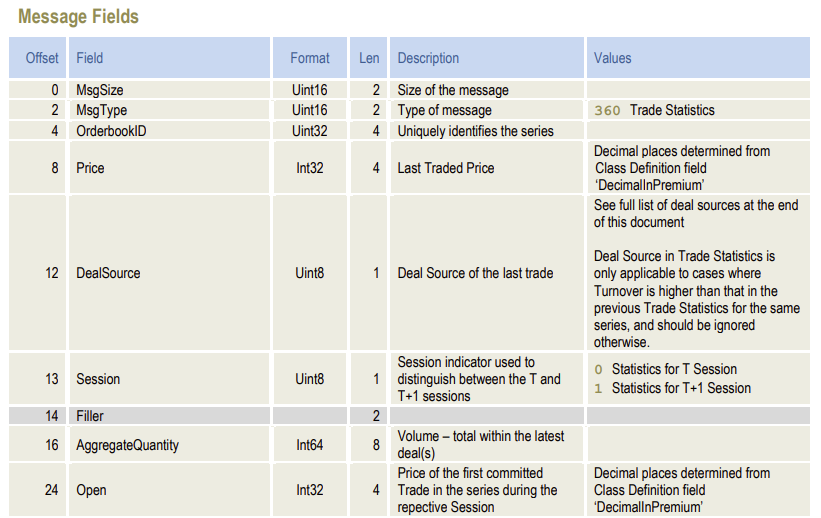 Message Fields
Offset Field Format Len Description Values
0 MsgSize Uint16 2 Size of the message
2 MsgType Uint16 2 Type of message 360 Trade Statistics
4 OrderbookID Uint32 4 Uniquely identifies the series
8 Price Int32 4 Last Traded Price Decimal places determined from
Class Definition field
‘DecimalInPremium’
12 DealSource Uint8 1 Deal Source of the last trade See full list of deal sources at the end
of this document
Deal Source in Trade Statistics is
only applicable to cases where
Turnover is higher than that in the
previous Trade Statistics for the same
series, and should be ignored
otherwise.
13 Session Uint8 1 Session indicator used to
distinguish between the T and
T+1 sessions
0 Statistics for T Session
1 Statistics for T+1 Session
14 Filler 2
16 AggregateQuantity Int64 8 Volume – total within the latest
deal(s)
24 Open Int32 4 Price of the first committed
Trade in the series during the
repective Session
Decimal places determined from
Class Definition field
‘DecimalInPremium’